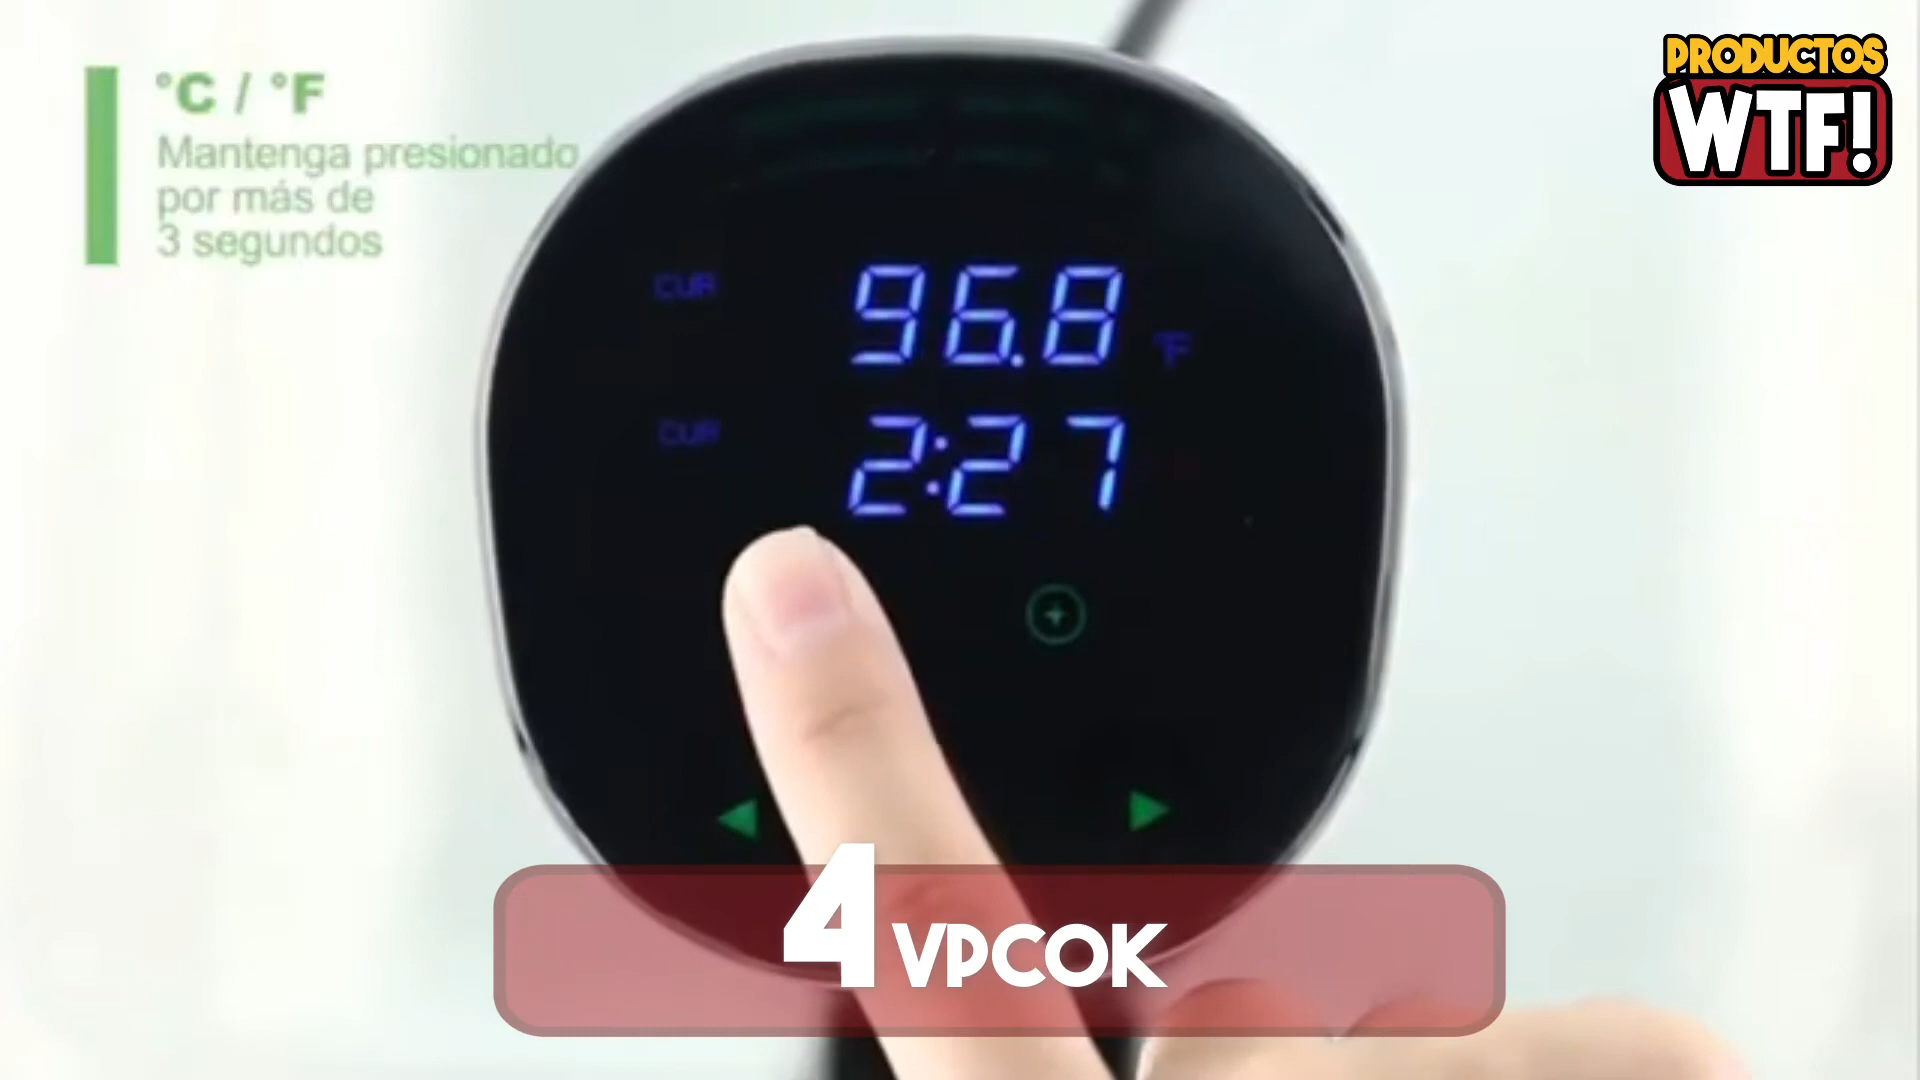 °C / °F
Mantenga presionado
por más de
3 segundos
PRODUCTOS
WTF!
CUR 96.8 °F
CUR 2:27
4 VPCOK